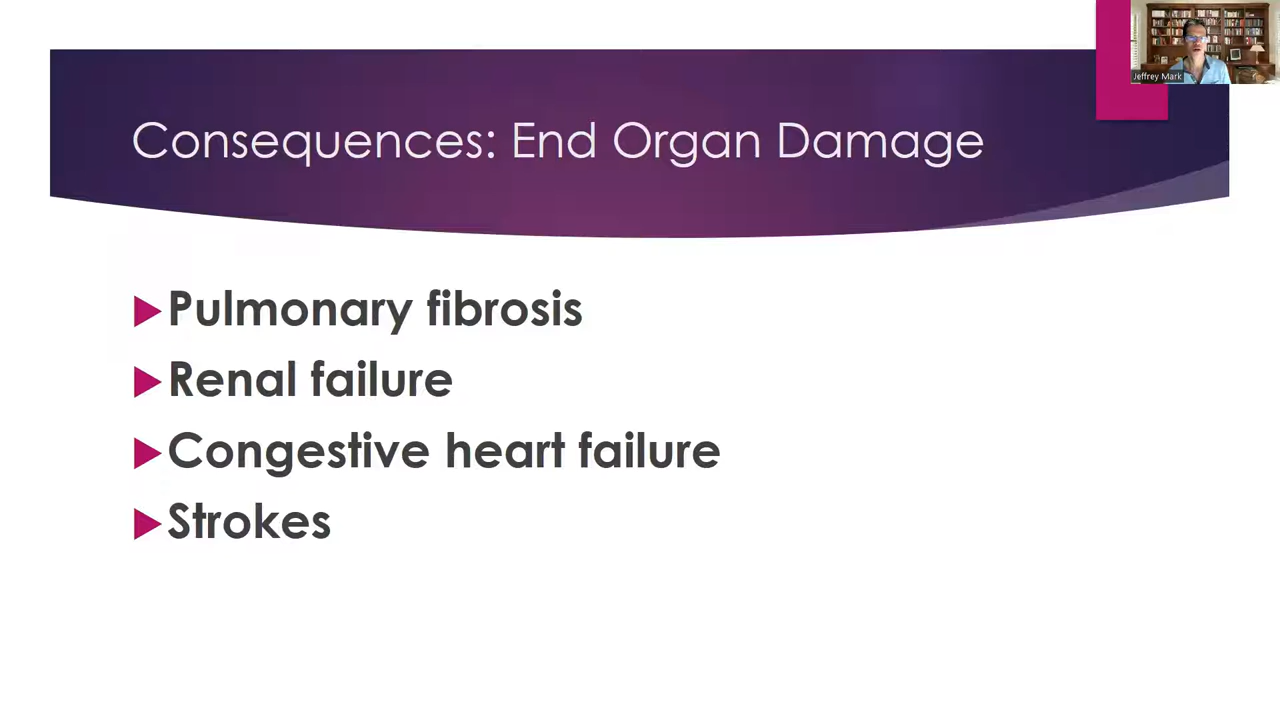 Jeffrey Mark
Consequences: End Organ Damage
Pulmonary fibrosis
Renal failure
Congestive heart failure
Strokes